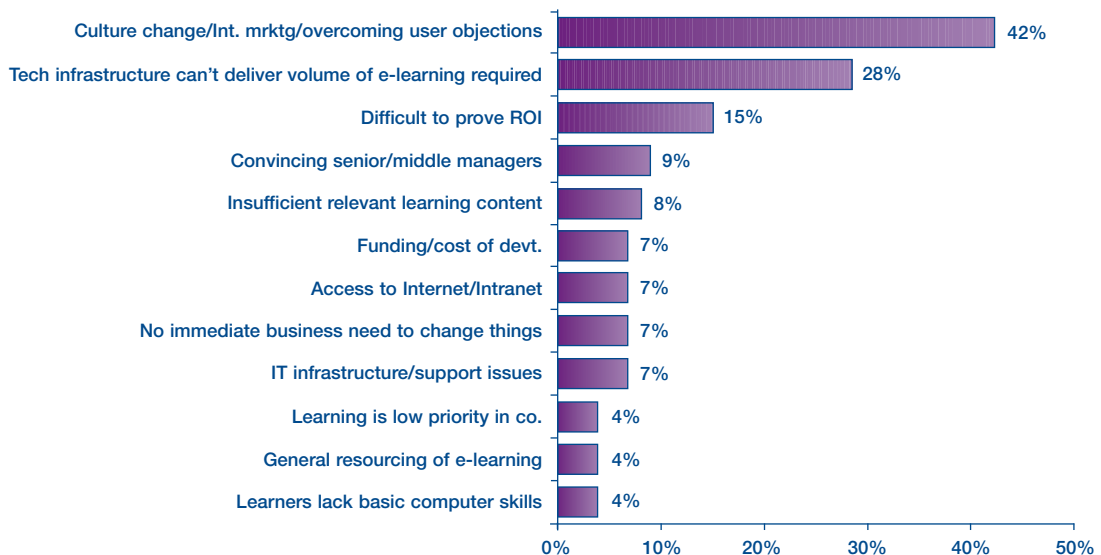 Culture change/Int. mrktg/overcoming user objections 42%
Tech infrastructure can't deliver volume of e-learning required 28%
Difficult to prove ROI 15%
Convincing senior/middle managers 9%
Insufficient relevant learning content 8%
Funding/cost of devt. 7%
Access to Internet/Intranet 7%
No immediate business need to change things 7%
IT infrastructure/support issues 7%
Learning is low priority in co. 4%
General resourcing of e-learning 4%
Learners lack basic computer skills 4%
0% 10% 20% 30% 40% 50%